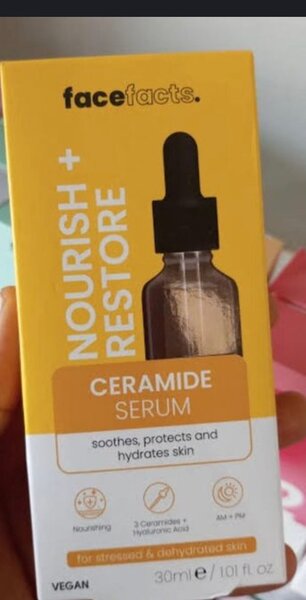 facefacts.
NOURISH +
RESTORE
CERAMIDE
SERUM
soothes, protects and
hydrates skin
Nourishing
3 Ceramides +
Hyaluronic Acid
AM + PM
for stressed & dehydrated skin
VEGAN
30ml e / 1.01 fl. oz